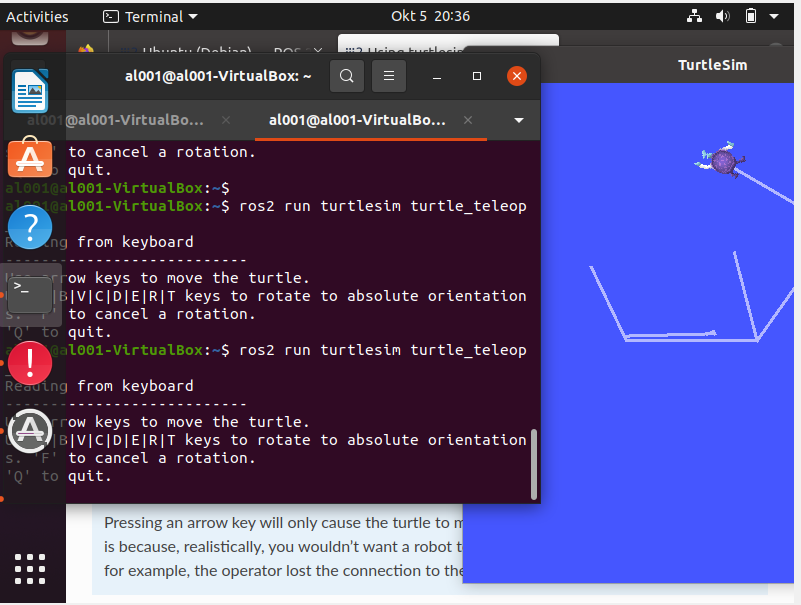 Activities
Terminal
Okt 5 20:36
Ubuntu (Debian)
ROS
Using turtlesim
TurtleSim
al001@al001-VirtualBox: ~
al001@al001-VirtualBo...
al001@al001-VirtualBo...
' to cancel a rotation.
quit.
al001@al001-VirtualBox:~$
al001@al001-VirtualBox:~$ ros2 run turtlesim turtle_teleop
Reading from keyboard
---------------------------
Use arrow keys to move the turtle.
|B|V|C|D|E|R|T keys to rotate to absolute orientation
s. 'F' to cancel a rotation.
'Q' to quit.
al001@al001-VirtualBox:~$ ros2 run turtlesim turtle_teleop
Reading from keyboard
---------------------------
Use arrow keys to move the turtle.
|B|V|C|D|E|R|T keys to rotate to absolute orientation
s. 'F' to cancel a rotation.
'Q' to quit.
Pressing an arrow key will only cause the turtle to m
is because, realistically, you wouldn't want a robot t
for example, the operator lost the connection to the